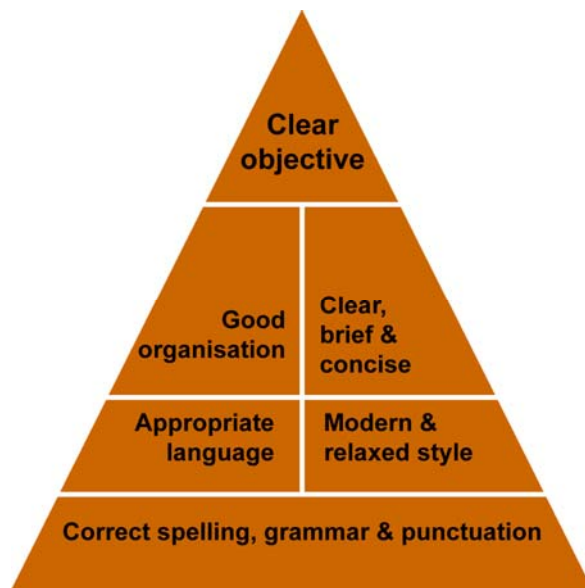 Clear
objective
Good
organisation
Clear,
brief &
concise
Appropriate
language
Modern &
relaxed style
Correct spelling, grammar & punctuation